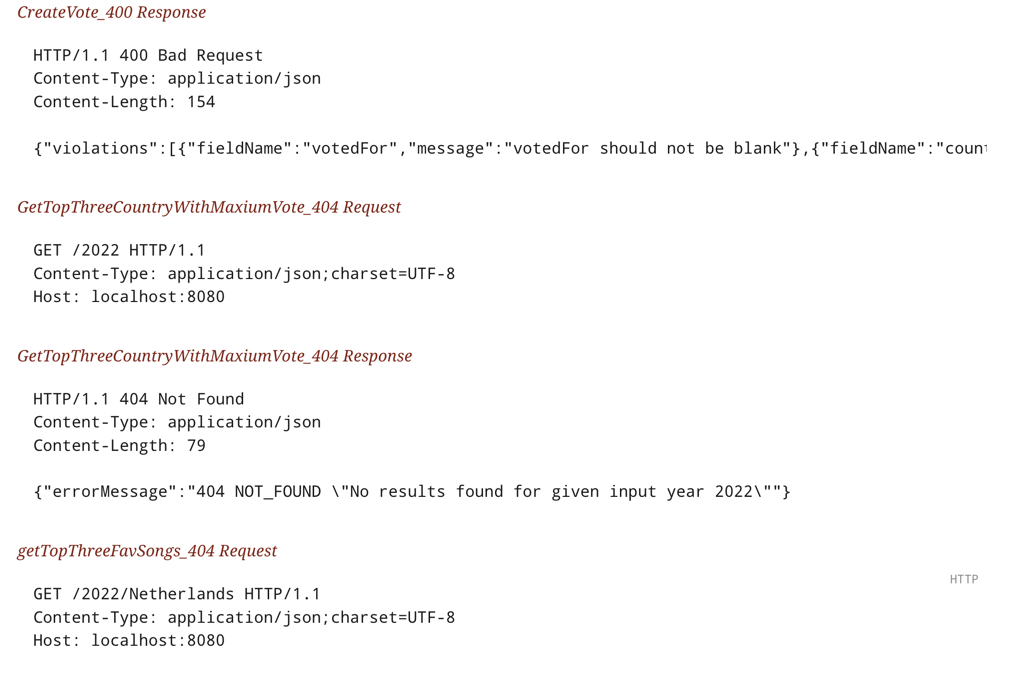 CreateVote_400 Response
HTTP/1.1 400 Bad Request
Content-Type: application/json
Content-Length: 154
{"violations":[{"fieldName":"votedFor","message":"votedFor should not be blank"},{"fieldName":"coun
GetTopThreeCountryWithMaxiumVote_404 Request
GET /2022 HTTP/1.1
Content-Type: application/json;charset=UTF-8
Host: localhost:8080
GetTopThreeCountryWithMaxiumVote_404 Response
HTTP/1.1 404 Not Found
Content-Type: application/json
Content-Length: 79
{"errorMessage":"404 NOT_FOUND \"No results found for given input year 2022\""}
getTopThreeFavSongs_404 Request
HTTP
GET /2022/Netherlands HTTP/1.1
Content-Type: application/json;charset=UTF-8
Host: localhost:8080